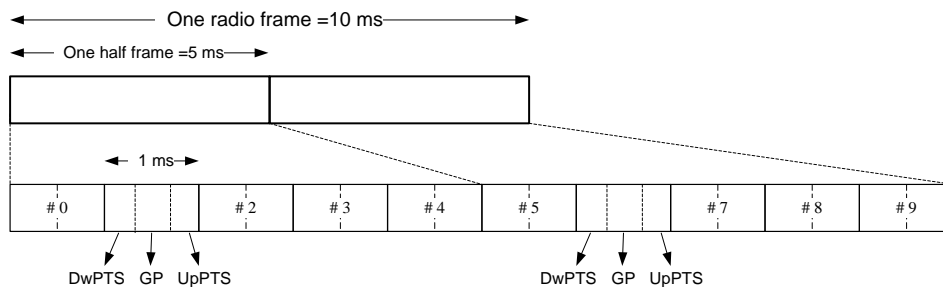 One radio frame =10 ms
One half frame =5 ms
1 ms
# 0 # 2 # 3 # 4 # 5 # 7 # 8 # 9
DwPTS GP UpPTS DwPTS GP UpPTS